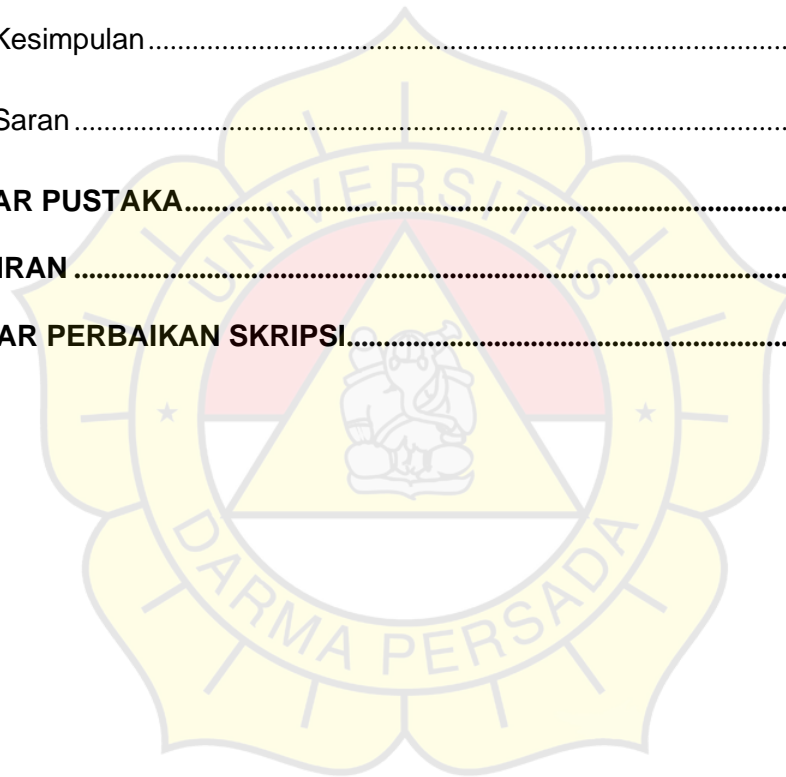 Kesimpulan....................................................................................
Saran..............................................................................................
AR PUSTAKA...................................................................................
IRAN................................................................................................
AR PERBAIKAN SKRIPSI.............................................................
UNIVERSITAS
DARMA PERSADA